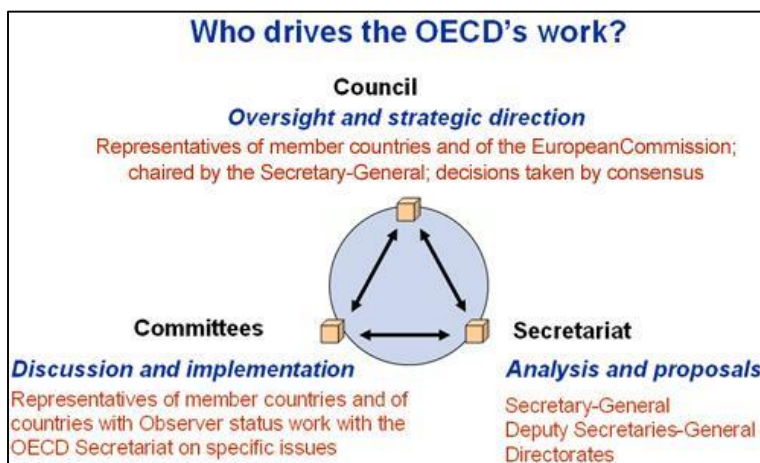 Who drives the OECD's work?
Council
Oversight and strategic direction
Representatives of member countries and of the EuropeanCommission;
chaired by the Secretary-General; decisions taken by consensus
Committees
Discussion and implementation
Representatives of member countries and of
countries with Observer status work with the
OECD Secretariat on specific issues
Secretariat
Analysis and proposals
Secretary-General
Deputy Secretaries-General
Directorates